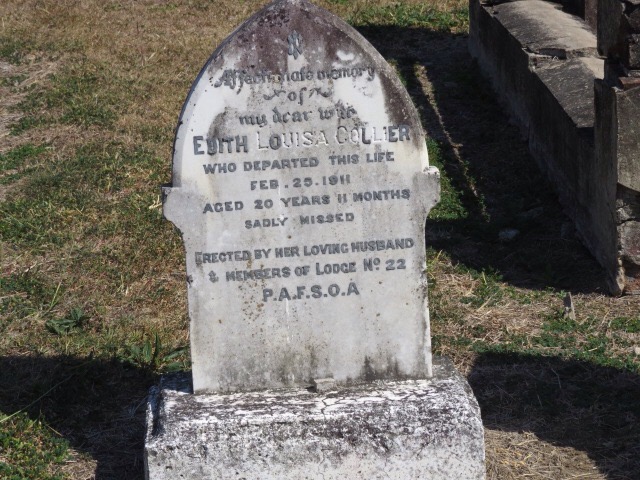 Affectionate memory
of
my dear wife
EDITH LOUISA COLLIER
WHO DEPARTED THIS LIFE
FEB. 25. 1911
AGED 20 YEARS 11 MONTHS
SADLY MISSED
ERECTED BY HER LOVING HUSBAND
& MEMBERS OF LODGE No 22
P.A.F.S.O.A